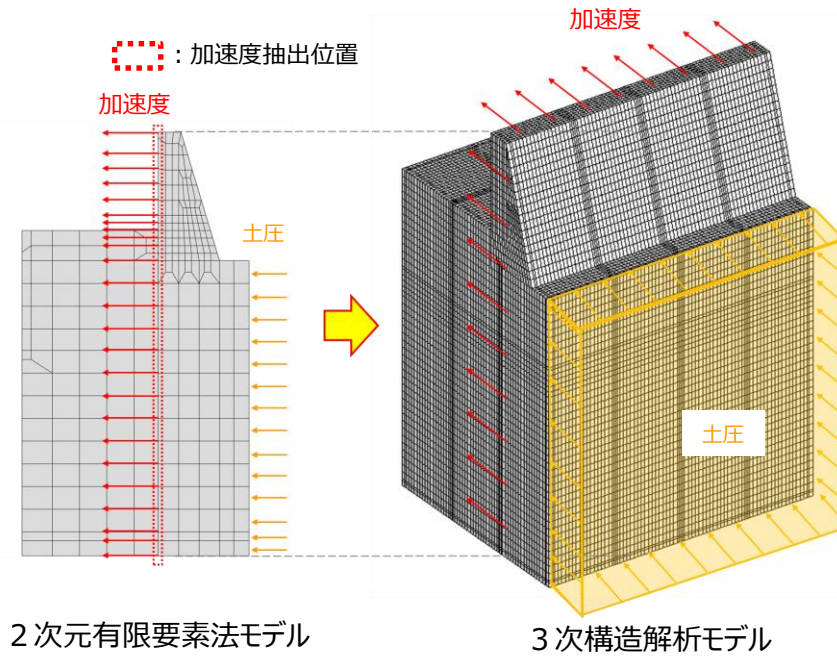 加速度
：加速度抽出位置
加速度
土圧
土圧
２次元有限要素法モデル
３次構造解析モデル